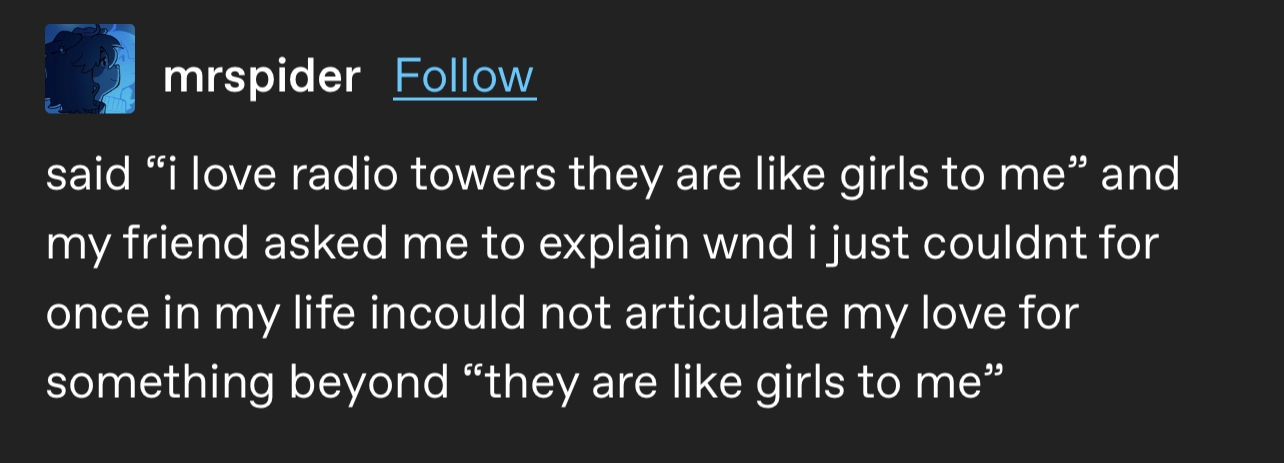 mrspider Follow
said “i love radio towers they are like girls to me” and
my friend asked me to explain wnd i just couldnt for
once in my life incould not articulate my love for
something beyond “they are like girls to me”